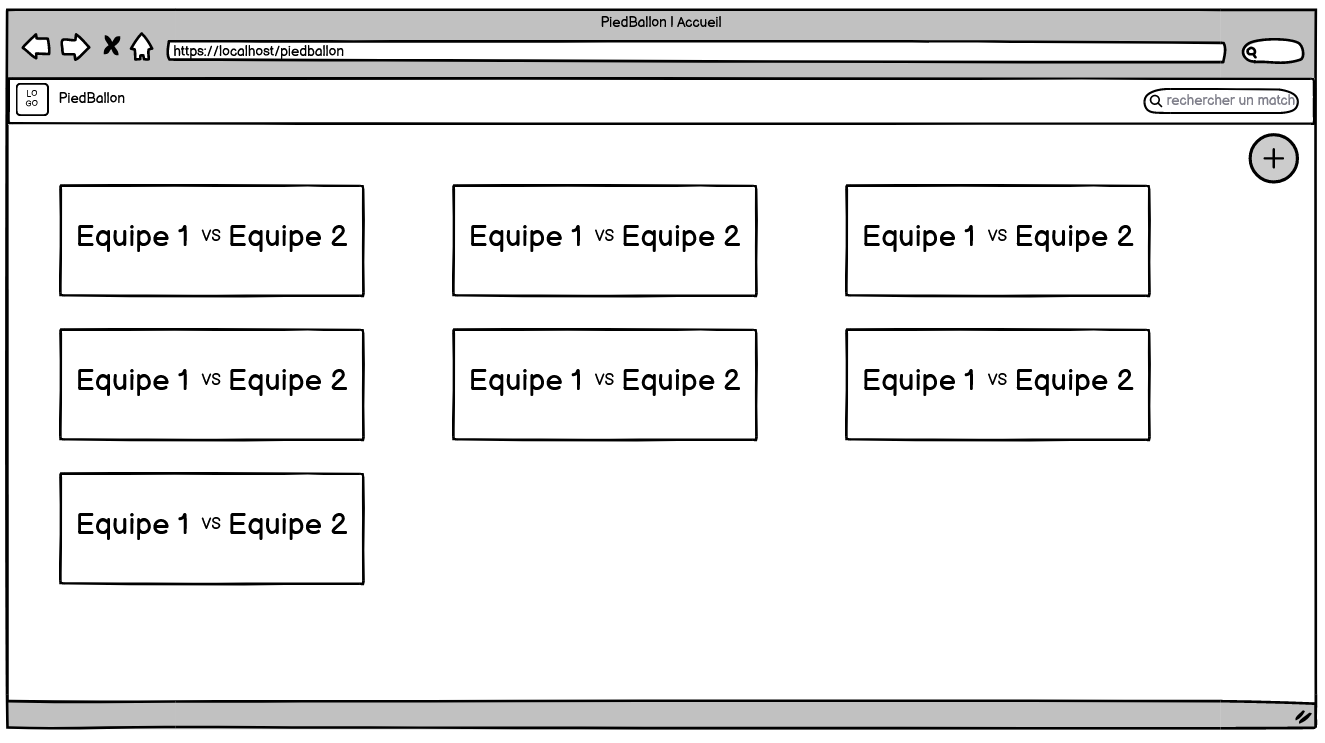 PiedBallon | Accueil
https://localhost/piedballon
LO
GO
PiedBallon
rechercher un match
Equipe 1 vs Equipe 2
Equipe 1 vs Equipe 2
Equipe 1 vs Equipe 2
Equipe 1 vs Equipe 2
Equipe 1 vs Equipe 2
Equipe 1 vs Equipe 2
Equipe 1 vs Equipe 2